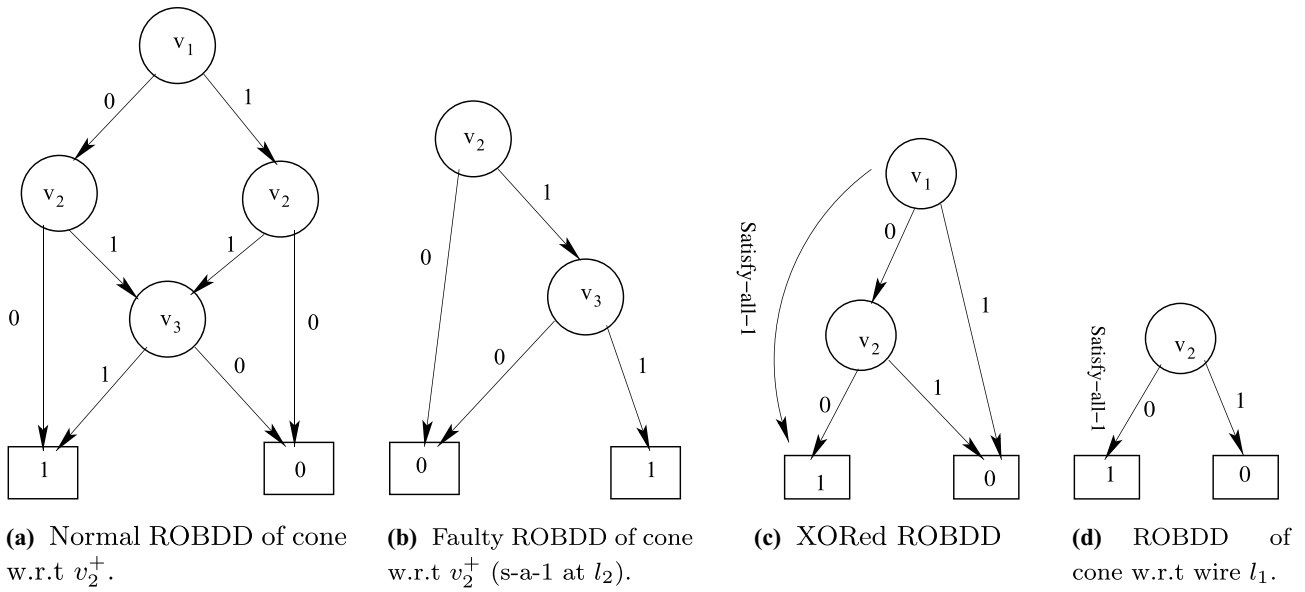 v1
0
1
v2
v2
1
1
0
0
v3
1
0
1
0
(a) Normal ROBDD of cone
w.r.t v2+.
v2
1
0
v3
0
1
0
1
(b) Faulty ROBDD of cone
w.r.t v2+ (s-a-1 at l2).
v1
Satisfy-all-1
0
1
v2
0
1
1
0
(c) XORed ROBDD
v2
Satisfy-all-1
0
1
1
0
(d) ROBDD of
cone w.r.t wire l1.